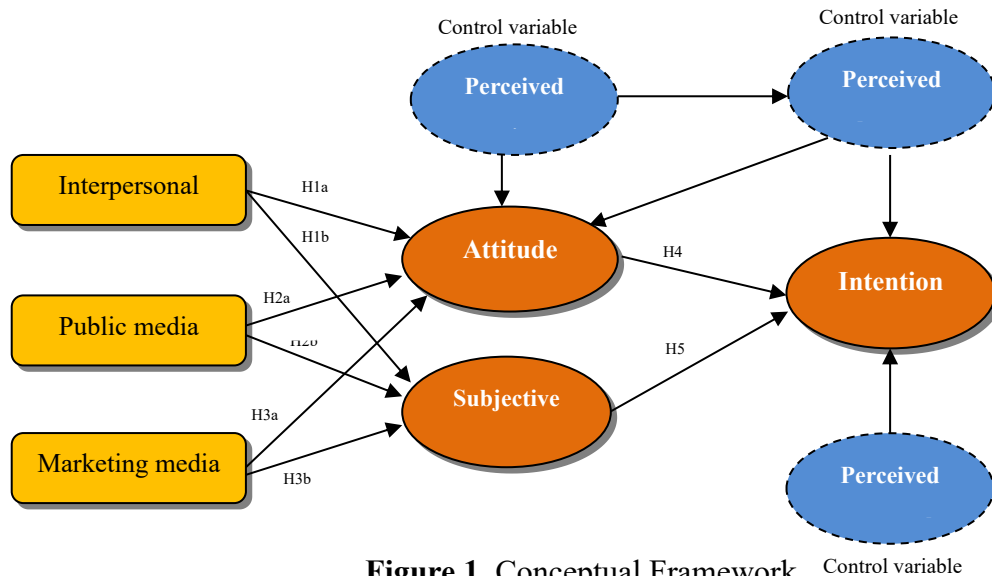 Control variable
Control variable
Perceived
Perceived
Interpersonal
H1a
H1b
Attitude
H4
Intention
H2a
Public media
H2b
H5
Subjective
H3a
Marketing media
H3b
Perceived
Figure 1. Conceptual Framework
Control variable